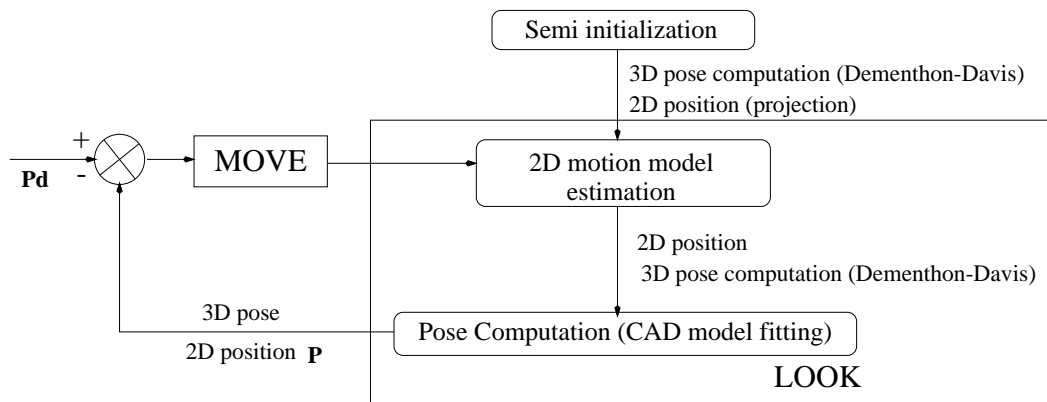 Semi initialization
3D pose computation (Dementhon-Davis)
2D position (projection)
+
-
Pd
MOVE
2D motion model
estimation
2D position
3D pose computation (Dementhon-Davis)
3D pose
2D position P
Pose Computation (CAD model fitting)
LOOK